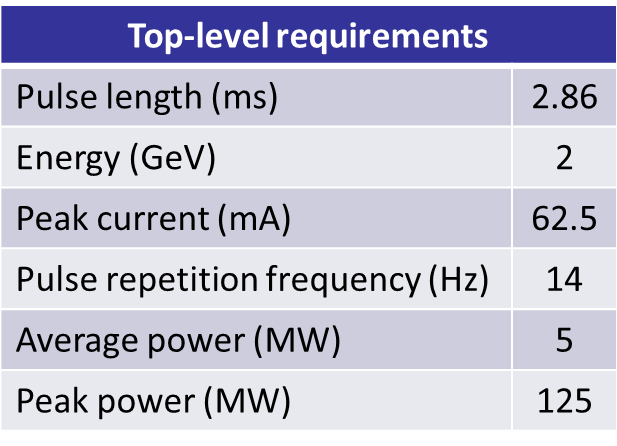 Top-level requirements
Pulse length (ms) 2.86
Energy (GeV) 2
Peak current (mA) 62.5
Pulse repetition frequency (Hz) 14
Average power (MW) 5
Peak power (MW) 125